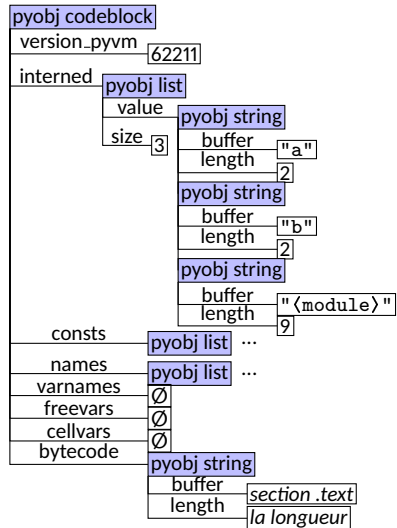 pyobj codeblock
version_pyvm 62211
interned pyobj list
value pyobj string
buffer "a"
length 2
pyobj string
buffer "b"
length 2
pyobj string
buffer "⟨module⟩"
length 9
size 3
consts pyobj list ...
names pyobj list ...
varnames Ø
freevars Ø
cellvars Ø
bytecode pyobj string
buffer section .text
length la longueur